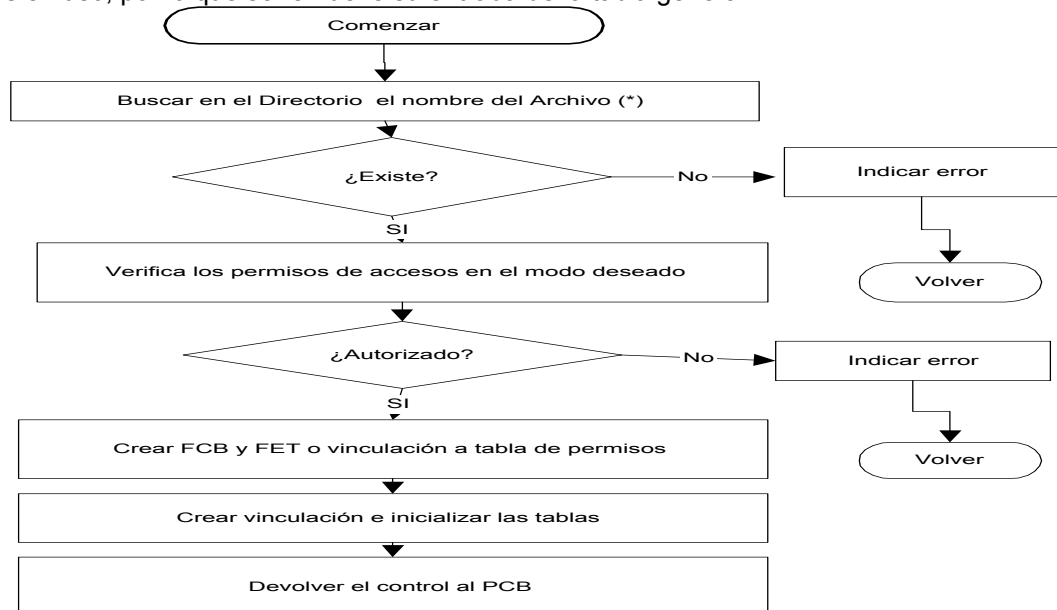 Comenzar
Buscar en el Directorio el nombre del Archivo (*)
¿Existe?
No
Indicar error
SI
Volver
Verifica los permisos de accesos en el modo deseado
¿Autorizado?
No
Indicar error
SI
Volver
Crear FCB y FET o vinculación a tabla de permisos
Crear vinculación e inicializar las tablas
Devolver el control al PCB